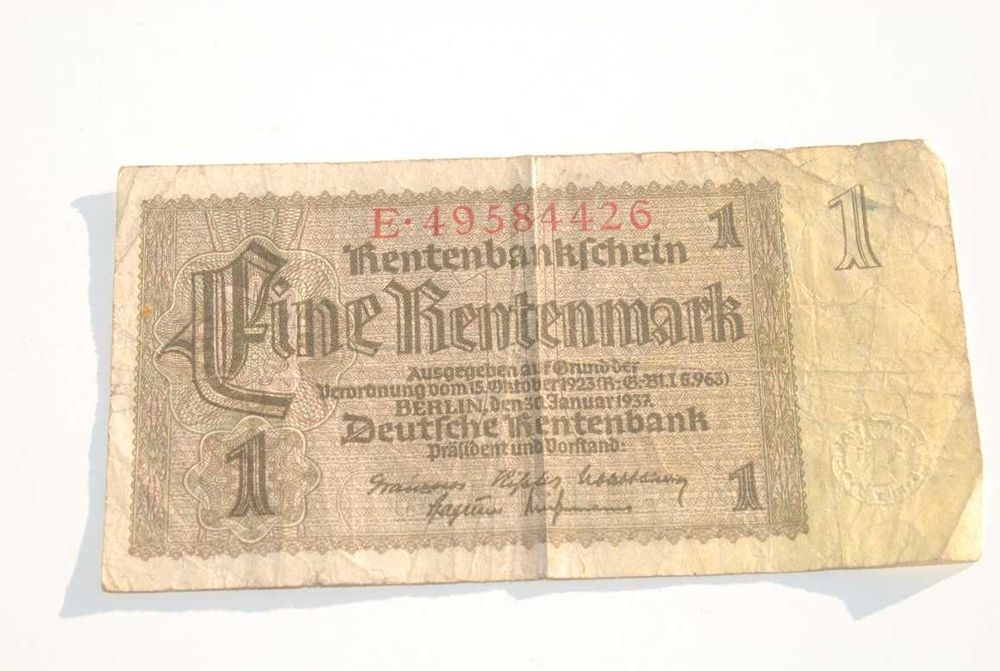 E·49584426
1
1
Rentenbankschein
Eine Rentenmark
Ausgegeben auf Grund der
Verordnung vom 15. Oktober 1923 (R.-G.-Bl. I S. 963)
BERLIN, den 30. Januar 1937.
Deutsche Rentenbank
Präsident und Vorstand:
1
1